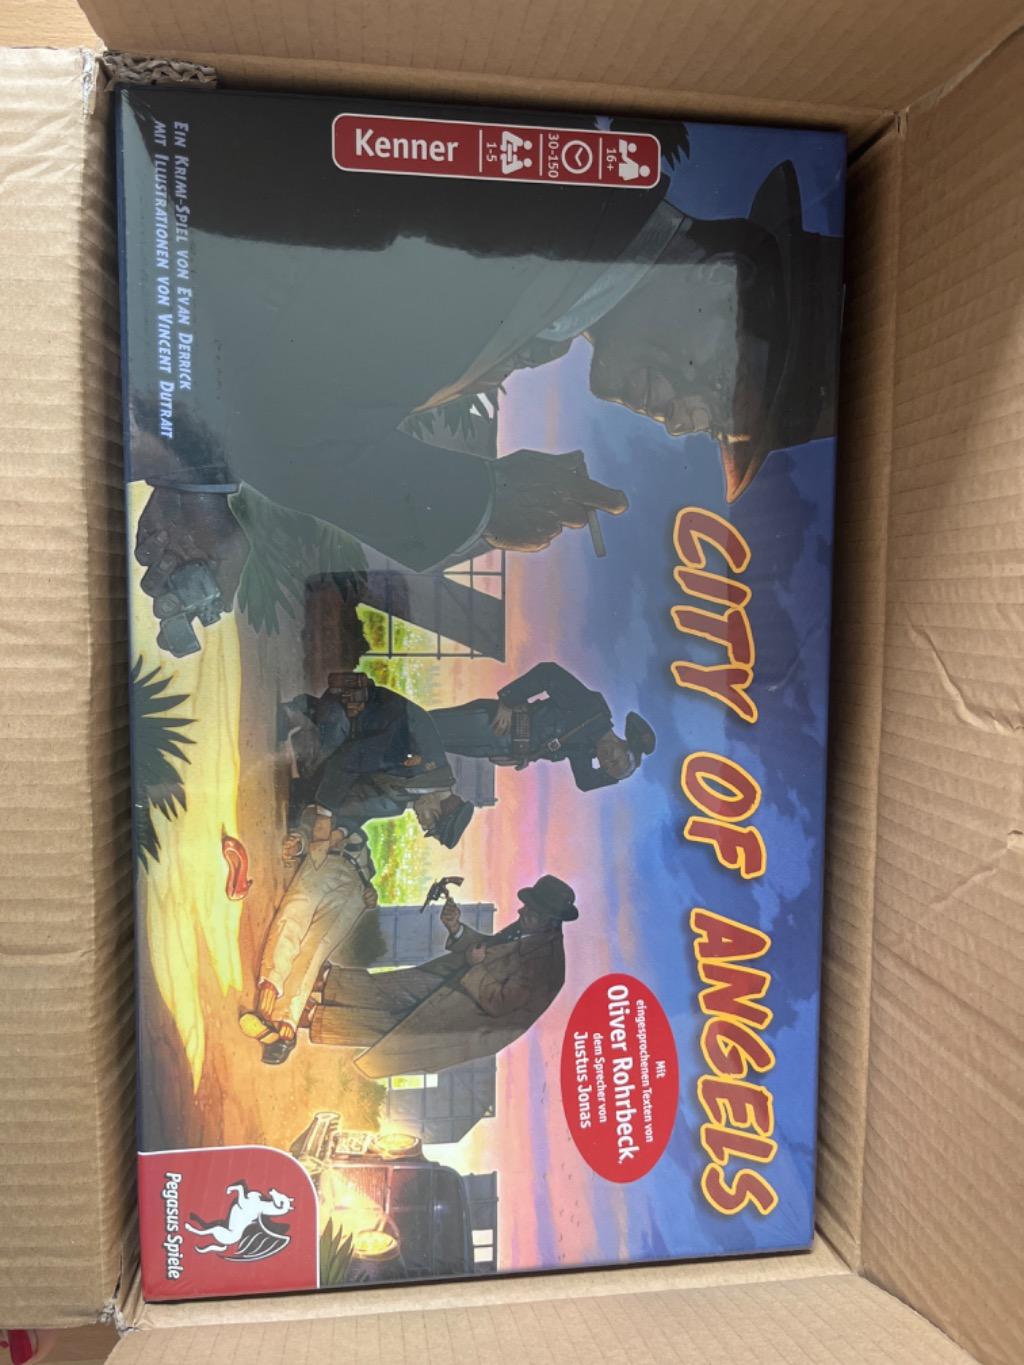 CITY OF ANGELS
Mit
eingesprochenen Texten von
Oliver Rohrbeck,
dem Sprecher von
Justus Jonas
16+
30-150
1-5
Kenner
EIN KRIMI-SPIEL VON EVAN DERRICK
MIT ILLUSTRATIONEN VON VINCENT DUTRAIT
Pegasus Spiele